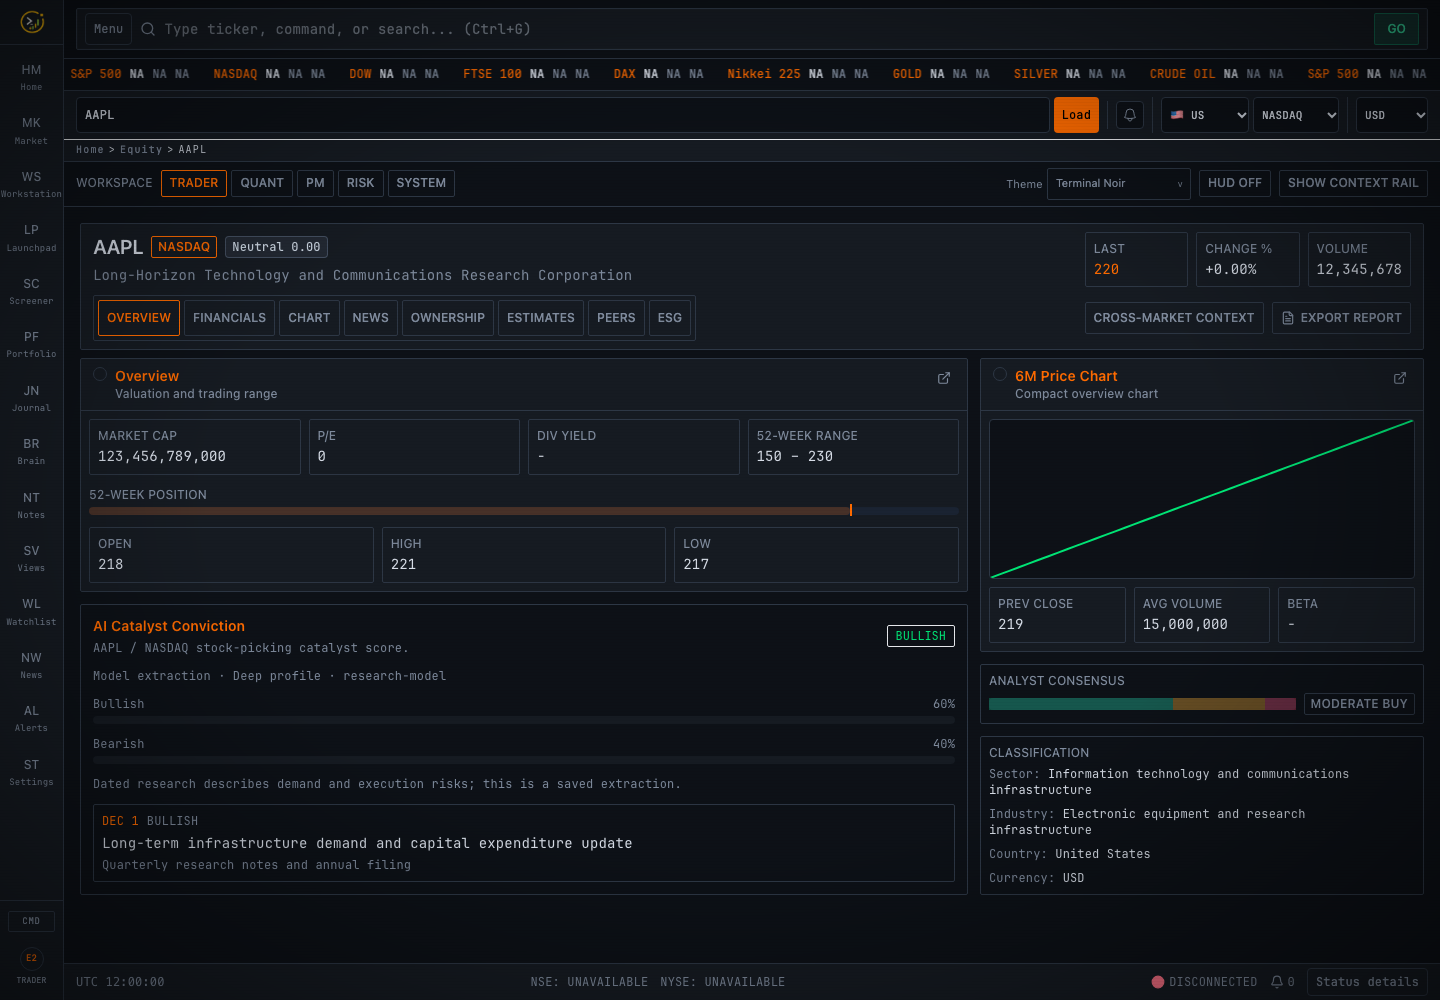 Menu
Type ticker, command, or search... (Ctrl+G)
GO
S&P 500 NA NA NA NASDAQ NA NA NA DOW NA NA NA FTSE 100 NA NA NA DAX NA NA NA Nikkei 225 NA NA NA GOLD NA NA NA SILVER NA NA NA CRUDE OIL NA NA NA S&P 500 NA NA NA
AAPL
Load
US
NASDAQ
USD
Home > Equity > AAPL
WORKSPACE TRADER QUANT PM RISK SYSTEM
Theme Terminal Noir v HUD OFF SHOW CONTEXT RAIL
HM
Home
MK
Market
WS
Workstation
LP
Launchpad
SC
Screener
PF
Portfolio
JN
Journal
BR
Brain
NT
Notes
SV
Views
WL
Watchlist
NW
News
AL
Alerts
ST
Settings
CMD
E2
TRADER
AAPL NASDAQ Neutral 0.00
Long-Horizon Technology and Communications Research Corporation
LAST
220
CHANGE %
+0.00%
VOLUME
12,345,678
OVERVIEW FINANCIALS CHART NEWS OWNERSHIP ESTIMATES PEERS ESG
CROSS-MARKET CONTEXT EXPORT REPORT
Overview
Valuation and trading range
MARKET CAP
123,456,789,000
P/E
0
DIV YIELD
-
52-WEEK RANGE
150 – 230
52-WEEK POSITION
OPEN
218
HIGH
221
LOW
217
AI Catalyst Conviction
AAPL / NASDAQ stock-picking catalyst score.
BULLISH
Model extraction · Deep profile · research-model
Bullish 60%
Bearish 40%
Dated research describes demand and execution risks; this is a saved extraction.
DEC 1 BULLISH
Long-term infrastructure demand and capital expenditure update
Quarterly research notes and annual filing
6M Price Chart
Compact overview chart
PREV CLOSE
219
AVG VOLUME
15,000,000
BETA
-
ANALYST CONSENSUS
MODERATE BUY
CLASSIFICATION
Sector: Information technology and communications
infrastructure
Industry: Electronic equipment and research
infrastructure
Country: United States
Currency: USD
UTC 12:00:00
NSE: UNAVAILABLE NYSE: UNAVAILABLE
DISCONNECTED 0 Status details